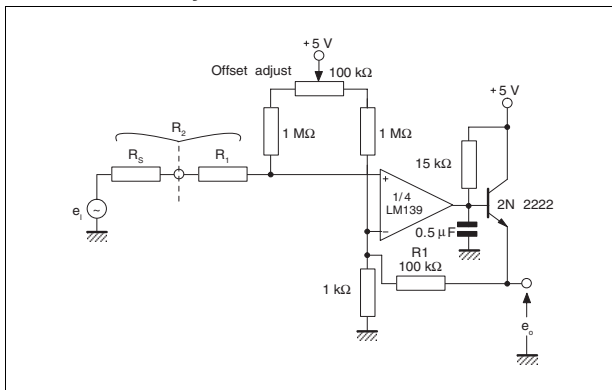 +5 V
Offset adjust
100 kΩ
+5 V
R2
1 MΩ
1 MΩ
15 kΩ
RS
R1
+
1/4
LM139
2N 2222
ei
~
0.5 µF
−
R1
100 kΩ
1 kΩ
eo